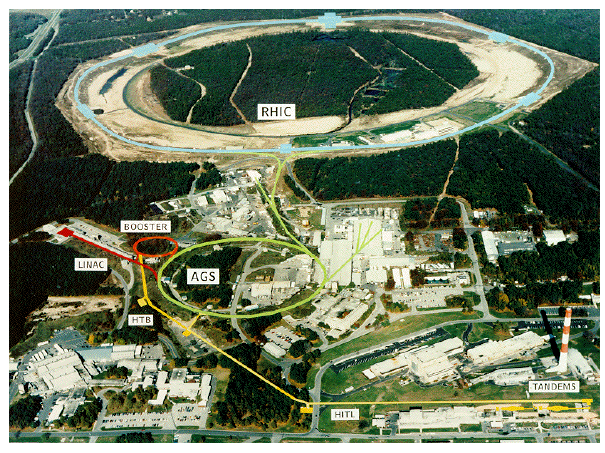 RHIC
BOOSTER
LINAC
AGS
HTB
TANDEMS
HITL